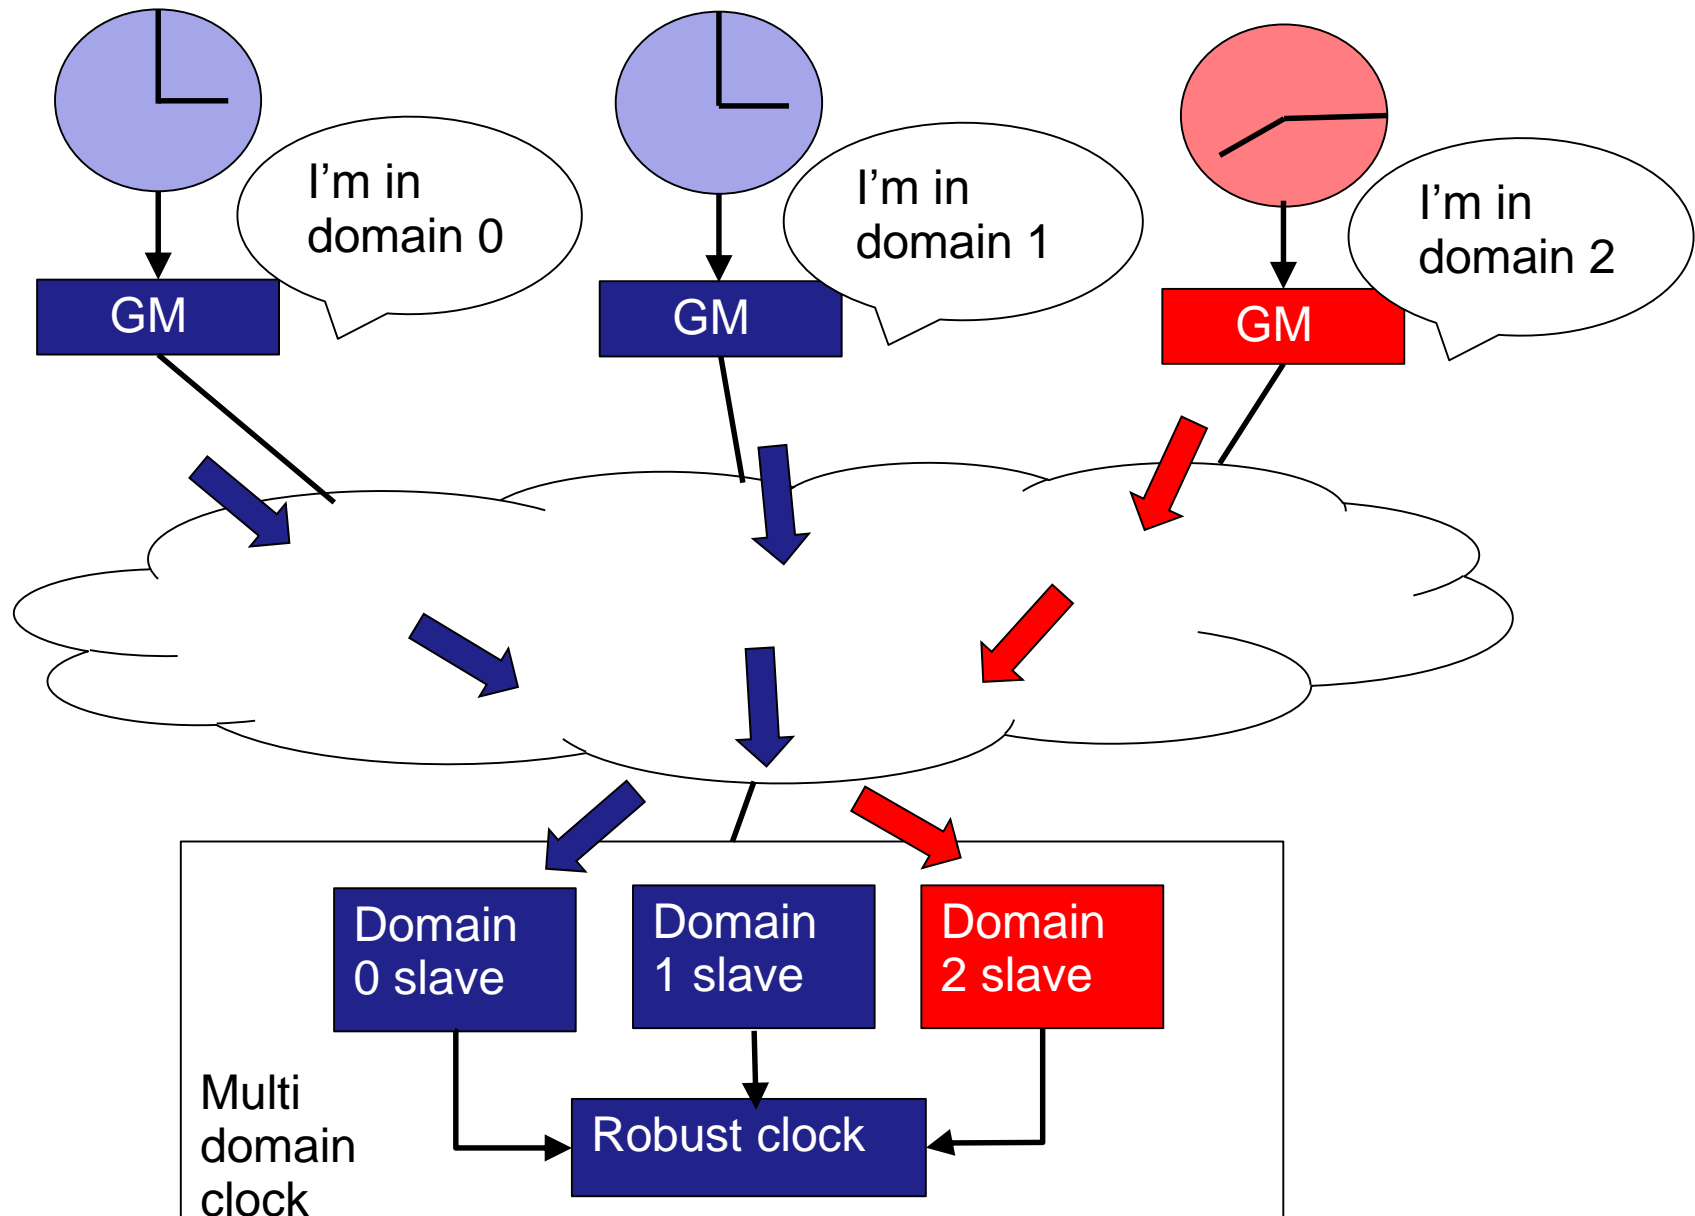 I’m in
domain 0
I’m in
domain 1
I’m in
domain 2
GM
GM
GM
Domain
0 slave
Domain
1 slave
Domain
2 slave
Multi
domain
clock
Robust clock